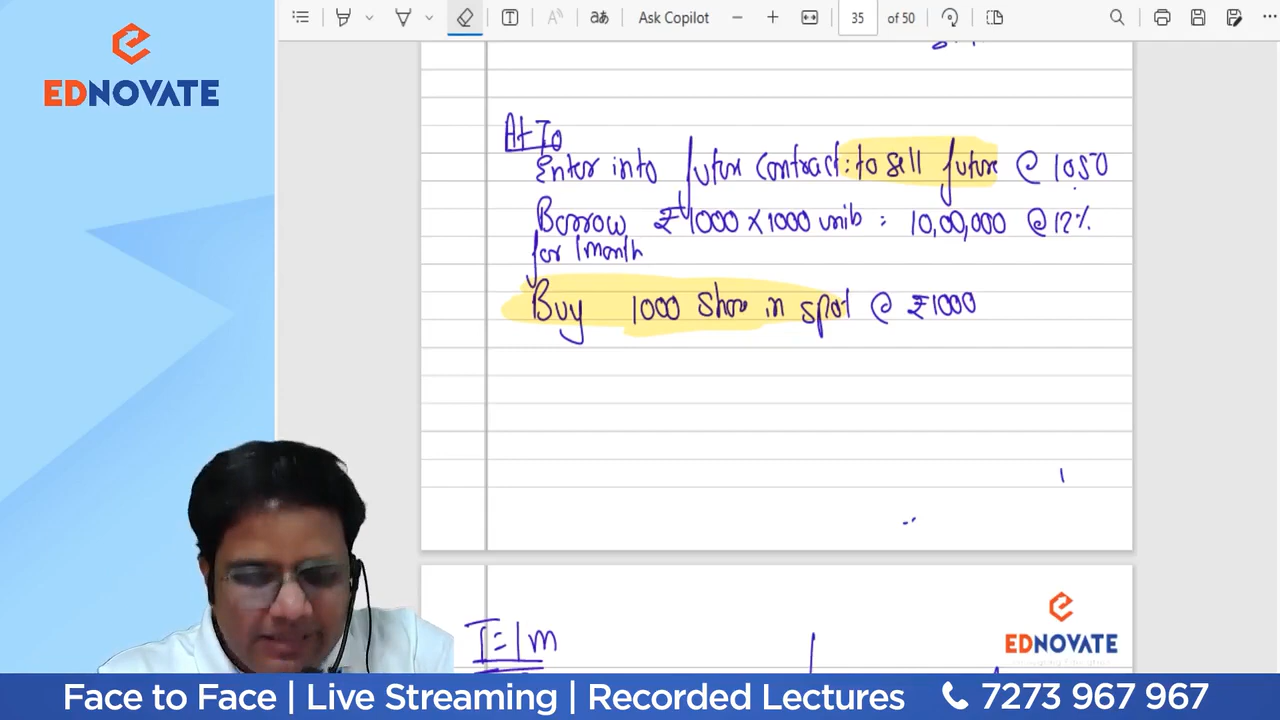 EDNOVATE
Ask Copilot
35 of 50
At To
Enter into future contract: to sell future @ 1050
Borrow ₹ 1000 x 1000 units = 10,00,000 @ 12%
for 1 month
Buy 1000 share in spot @ ₹1000
T = 1m
EDNOVATE
Face to Face | Live Streaming | Recorded Lectures 7273 967 967